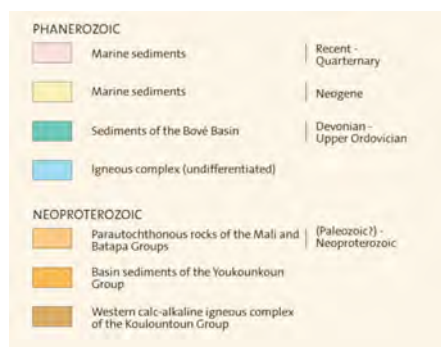 PHANEROZOIC
Marine sediments
Recent -
Quarternary
Marine sediments
Neogene
Sediments of the Bové Basin
Devonian -
Upper Ordovician
Igneous complex (undifferentiated)
NEOPROTEROZOIC
Parautochthonous rocks of the Mali and
Batapa Groups
(Paleozoic?) -
Neoproterozoic
Basin sediments of the Youkounkoun
Group
Western calc-alkaline igneous complex
of the Koulountoun Group